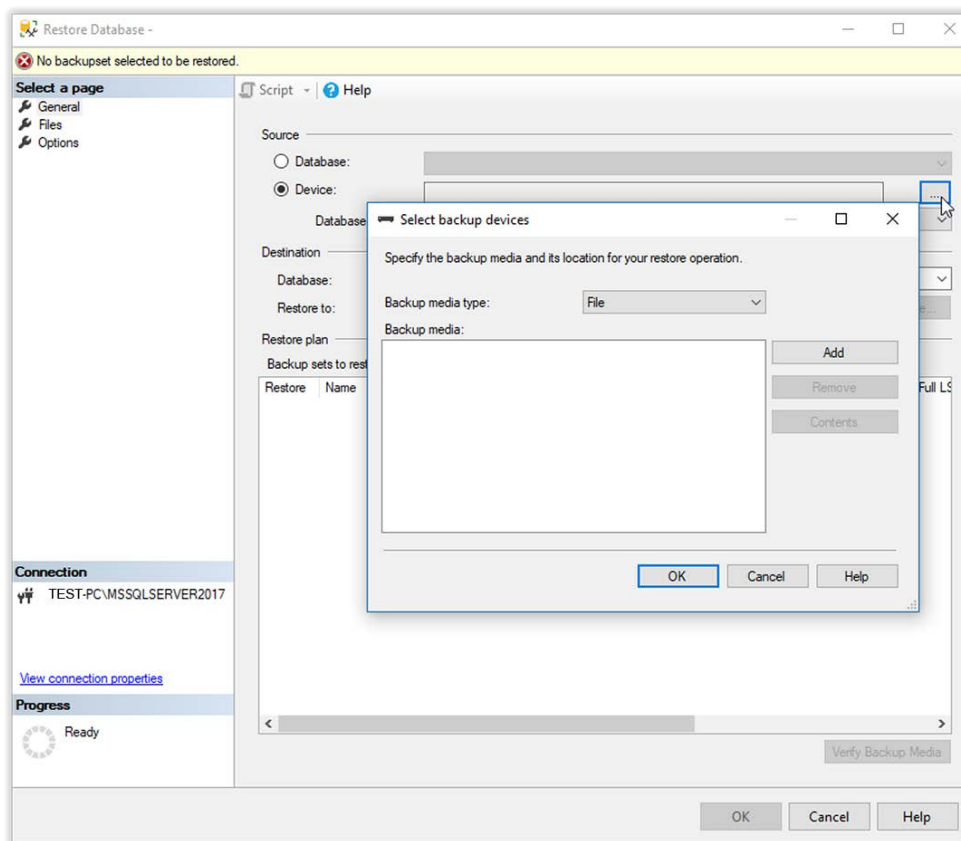 Restore Database -
No backupset selected to be restored.
Select a page
General
Files
Options
Script
Help
Source
Database:
Device:
...
Database
Destination
Database:
Restore to:
Restore plan
Backup sets to rest
Restore Name
Full LS
Select backup devices
Specify the backup media and its location for your restore operation.
Backup media type: File
Backup media:
Add
Remove
Contents
OK Cancel Help
Connection
TEST-PC\MSSQLSERVER2017
View connection properties
Progress
Ready
Verify Backup Media
OK Cancel Help